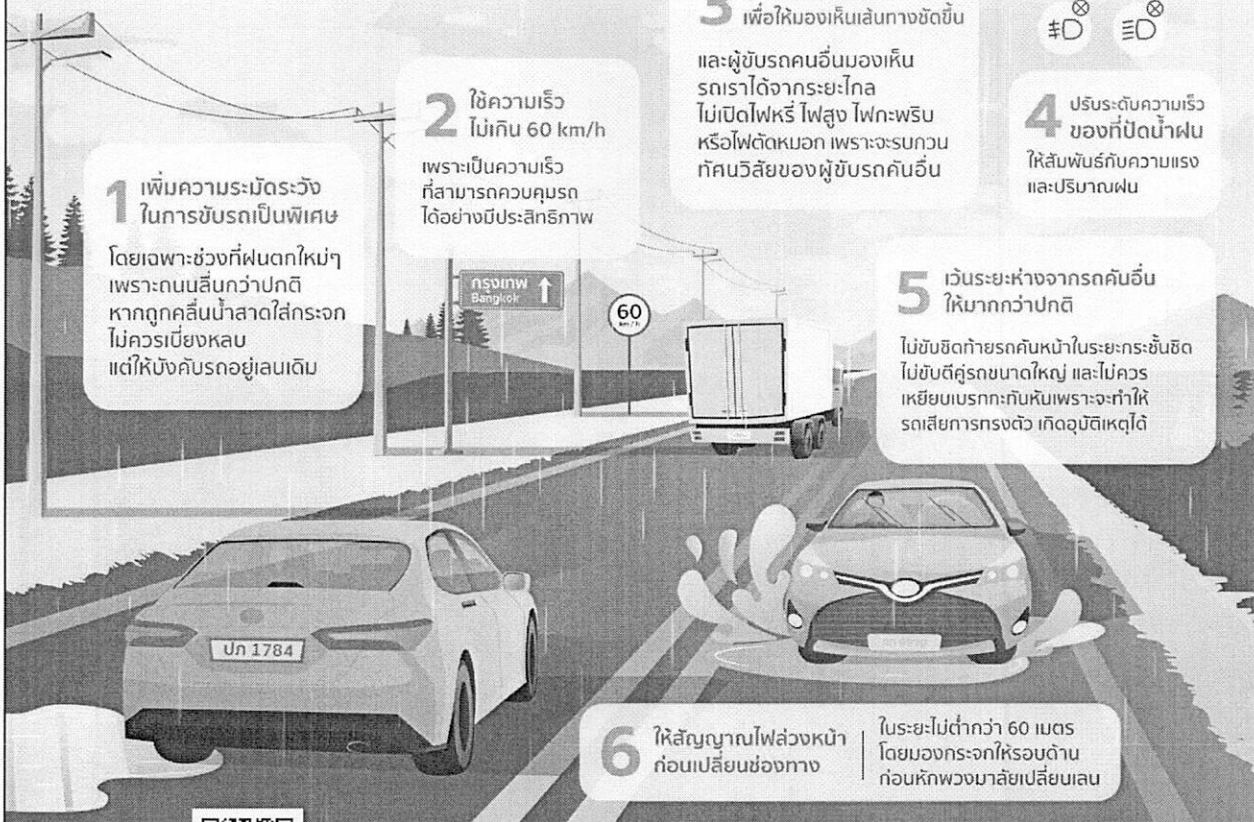 3 เพื่อให้มองเห็นเส้นทางชัดขึ้น
และผู้ขับรถคนอื่นมองเห็น
รถเราได้จากระยะไกล
ไม่เปิดไฟหรี่ ไฟสูง ไฟกะพริบ
หรือไฟตัดหมอก เพราะจะรบกวน
ทัศนวิสัยของผู้ขับรถคันอื่น
2 ใช้ความเร็ว
ไม่เกิน 60 km/h
เพราะเป็นความเร็ว
ที่สามารถควบคุมรถ
ได้อย่างมีประสิทธิภาพ
4 ปรับระดับความเร็ว
ของที่ปัดน้ำฝน
ให้สัมพันธ์กับความแรง
และปริมาณฝน
1 เพิ่มความระมัดระวัง
ในการขับรถเป็นพิเศษ
โดยเฉพาะช่วงที่ฝนตกใหม่ๆ
เพราะถนนลื่นกว่าปกติ
หากถูกคลื่นน้ำสาดใส่กระจก
ไม่ควรเบี่ยงหลบ
แต่ให้บังคับรถอยู่เลนเดิม
กรุงเทพ
Bangkok
60
km/h
5 เว้นระยะห่างจากรถคันอื่น
ให้มากกว่าปกติ
ไม่ขับชิดท้ายรถคันหน้าในระยะกระชั้นชิด
ไม่ขับตีคู่รถขนาดใหญ่ และไม่ควร
เหยียบเบรกกะทันหันเพราะจะทำให้
รถเสียการทรงตัว เกิดอุบัติเหตุได้
ปภ 1784
6 ให้สัญญาณไฟล่วงหน้า
ก่อนเปลี่ยนช่องทาง
ในระยะไม่ต่ำกว่า 60 เมตร
โดยมองกระจกให้รอบด้าน
ก่อนหักพวงมาลัยเปลี่ยนเลน